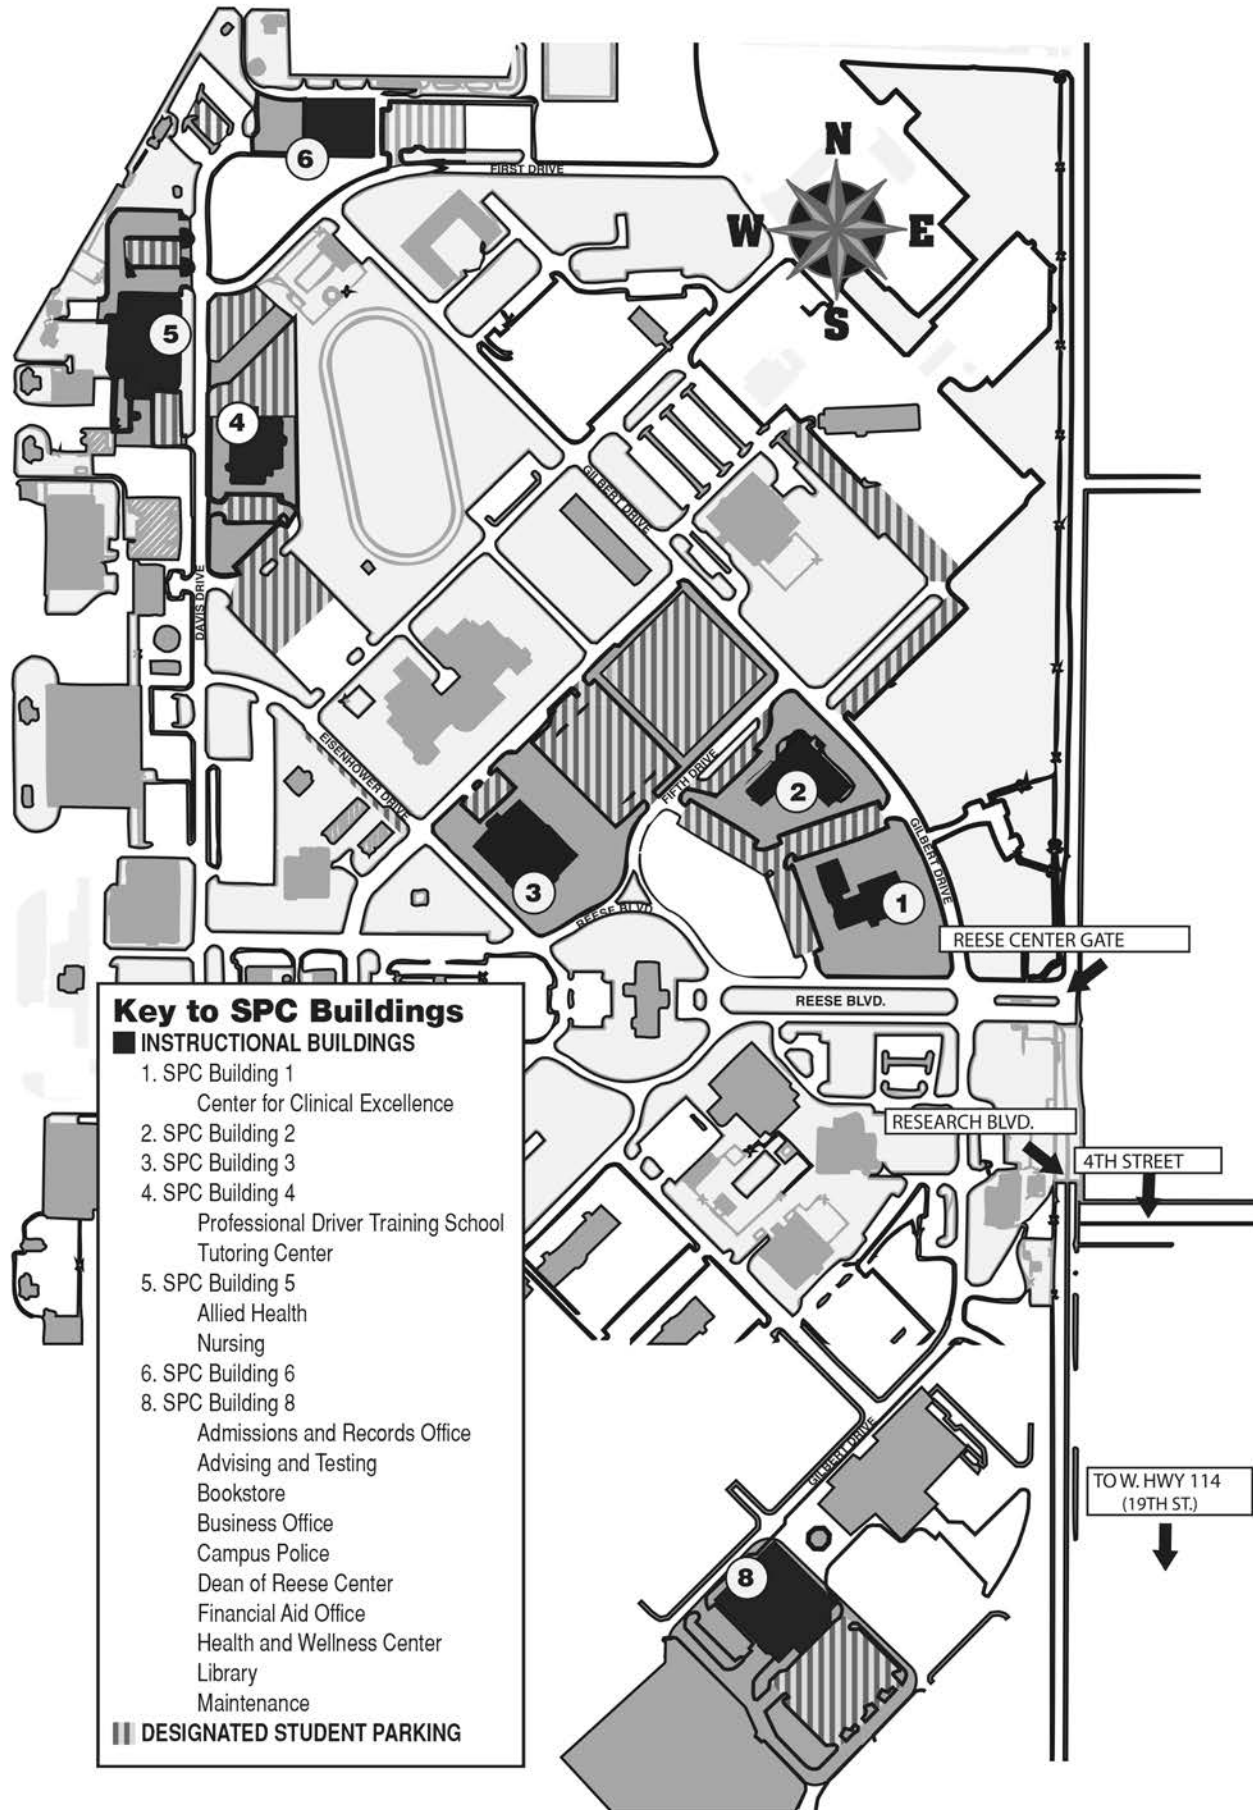 6
FIRST DRIVE
N
W
E
S
5
4
GILBERT DRIVE
DAVIS DRIVE
EISENHOWER DRIVE
FIFTH DRIVE
2
3
GILBERT DRIVE
1
REESE BLVD.
REESE CENTER GATE
REESE BLVD.
RESEARCH BLVD.
4TH STREET
GILBERT DRIVE
TO W. HWY 114
(19TH ST.)
8
Key to SPC Buildings
INSTRUCTIONAL BUILDINGS
1. SPC Building 1
Center for Clinical Excellence
2. SPC Building 2
3. SPC Building 3
4. SPC Building 4
Professional Driver Training School
Tutoring Center
5. SPC Building 5
Allied Health
Nursing
6. SPC Building 6
8. SPC Building 8
Admissions and Records Office
Advising and Testing
Bookstore
Business Office
Campus Police
Dean of Reese Center
Financial Aid Office
Health and Wellness Center
Library
Maintenance
DESIGNATED STUDENT PARKING